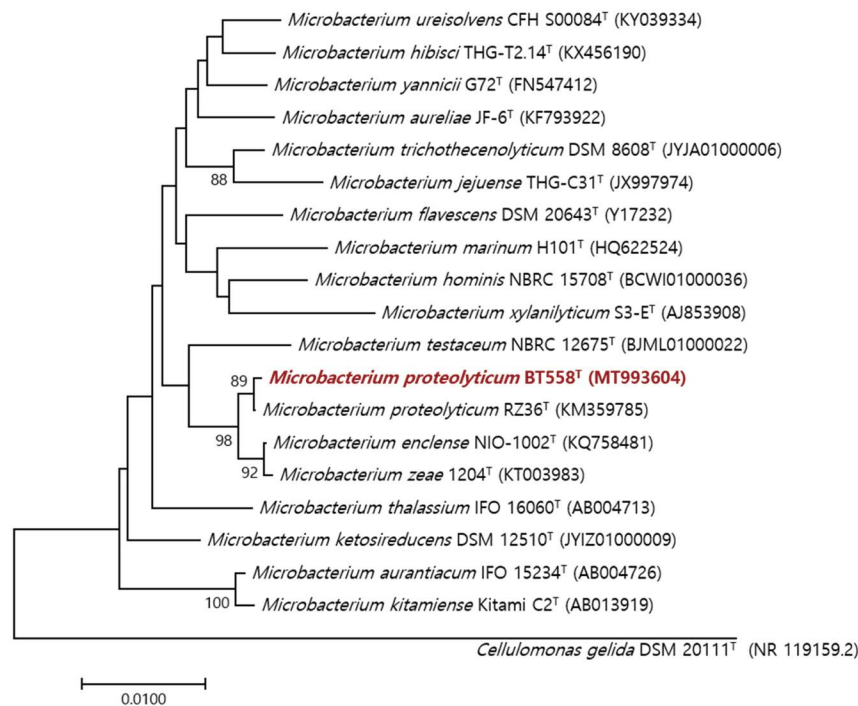 Microbacterium ureisolvens CFH S00084ᵀ (KY039334)
Microbacterium hibisci THG-T2.14ᵀ (KX456190)
Microbacterium yannicii G72ᵀ (FN547412)
Microbacterium aureliae JF-6ᵀ (KF793922)
Microbacterium trichothecenolyticum DSM 8608ᵀ (JYJA01000006)
88
Microbacterium jejuense THG-C31ᵀ (JX997974)
Microbacterium flavescens DSM 20643ᵀ (Y17232)
Microbacterium marinum H101ᵀ (HQ622524)
Microbacterium hominis NBRC 15708ᵀ (BCWI01000036)
Microbacterium xylanilyticum S3-Eᵀ (AJ853908)
Microbacterium testaceum NBRC 12675ᵀ (BJML01000022)
89
Microbacterium proteolyticum BT558ᵀ (MT993604)
Microbacterium proteolyticum RZ36ᵀ (KM359785)
98
Microbacterium enclense NIO-1002ᵀ (KQ758481)
92
Microbacterium zeae 1204ᵀ (KT003983)
Microbacterium thalassium IFO 16060ᵀ (AB004713)
Microbacterium ketosireducens DSM 12510ᵀ (JYIZ01000009)
Microbacterium aurantiacum IFO 15234ᵀ (AB004726)
100
Microbacterium kitamiense Kitami C2ᵀ (AB013919)
Cellulomonas gelida DSM 20111ᵀ (NR 119159.2)
0.0100